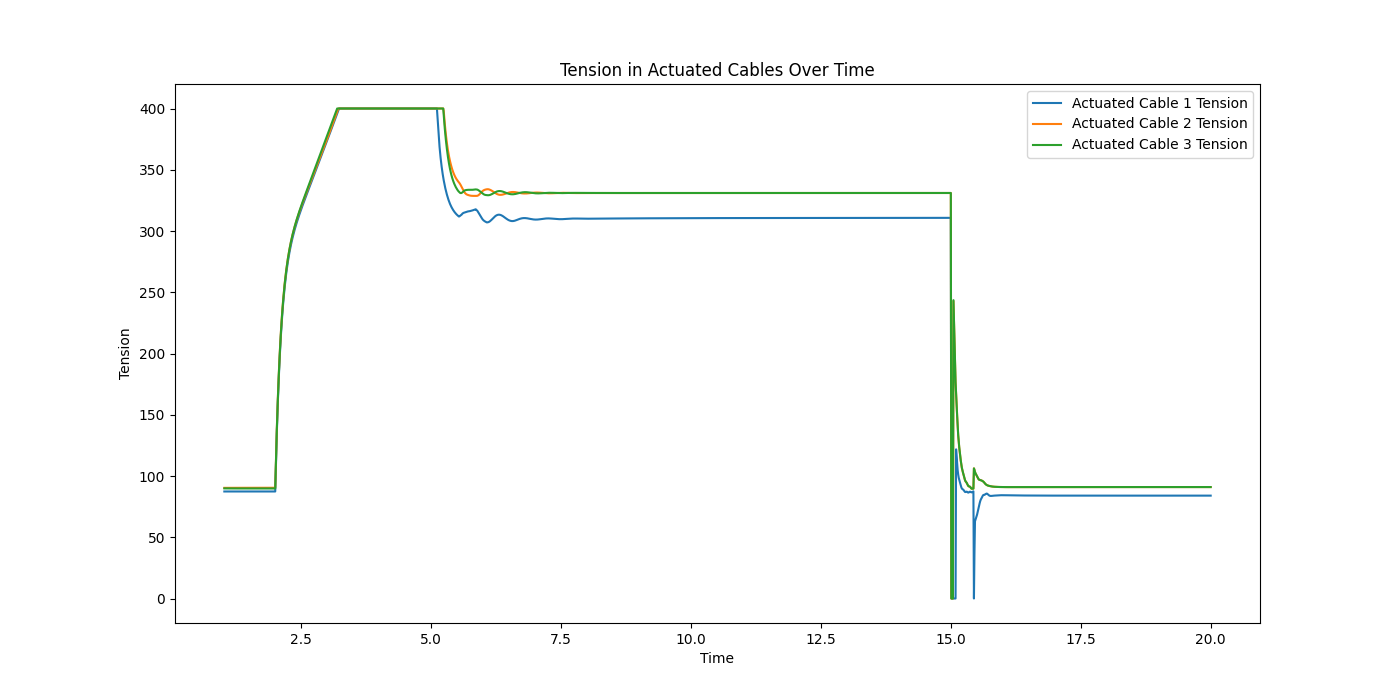 Tension in Actuated Cables Over Time
Actuated Cable 1 Tension
Actuated Cable 2 Tension
Actuated Cable 3 Tension
400
350
300
250
200
150
100
50
0
Tension
2.5 5.0 7.5 10.0 12.5 15.0 17.5 20.0
Time